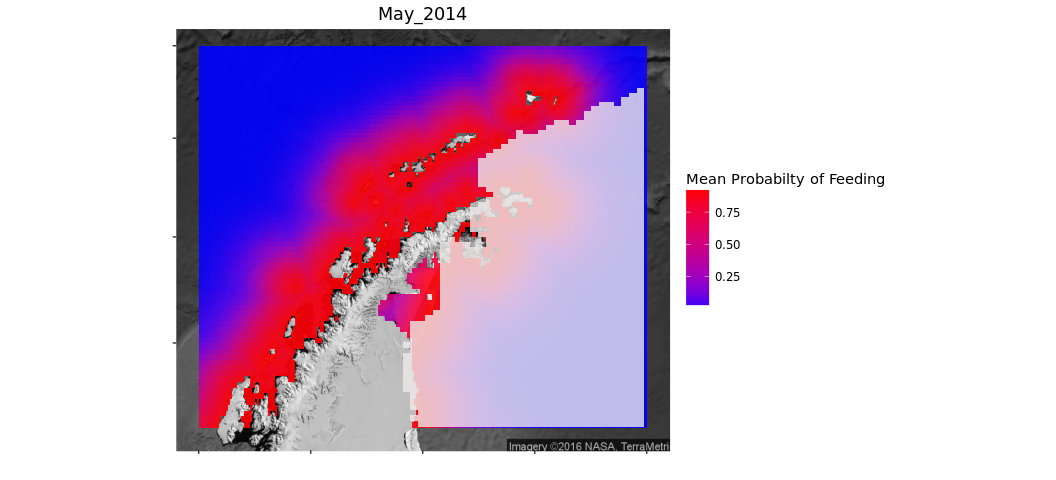 May_2014
Mean Probabilty of Feeding
0.75
0.50
0.25
Imagery ©2016 NASA, TerraMetri